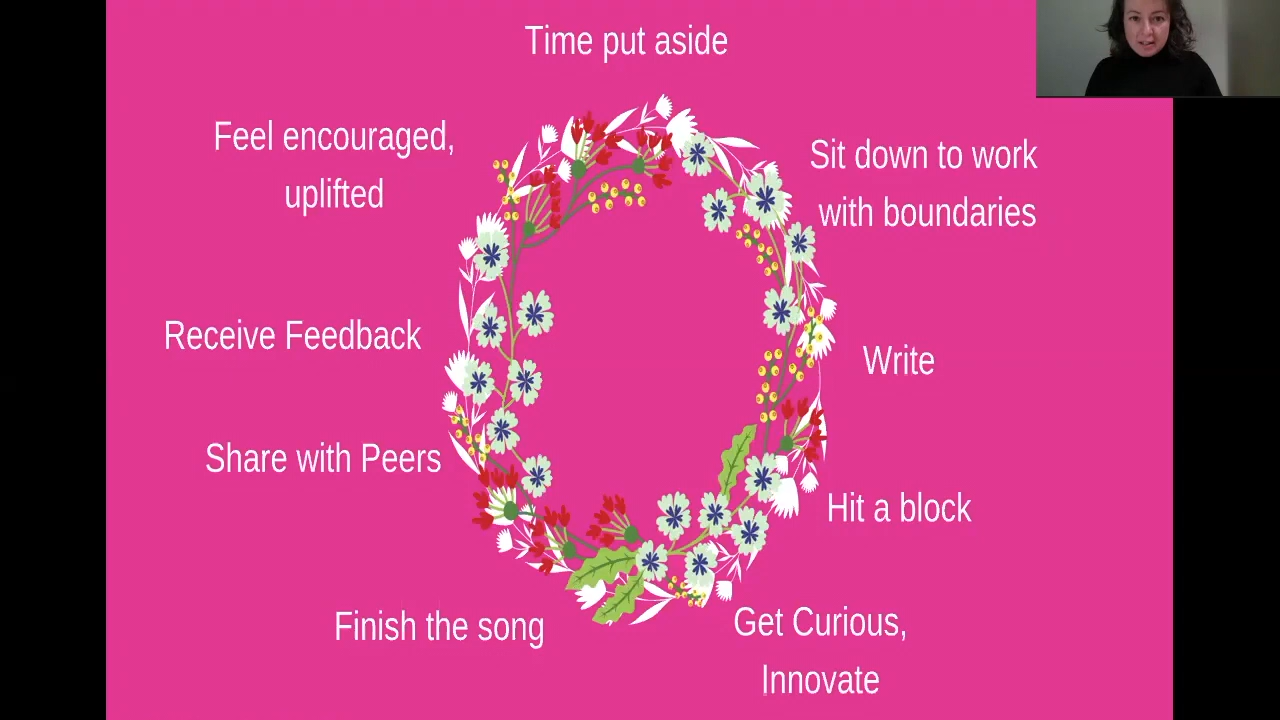 Time put aside
Sit down to work
with boundaries
Write
Hit a block
Get Curious,
Innovate
Finish the song
Share with Peers
Receive Feedback
Feel encouraged,
uplifted